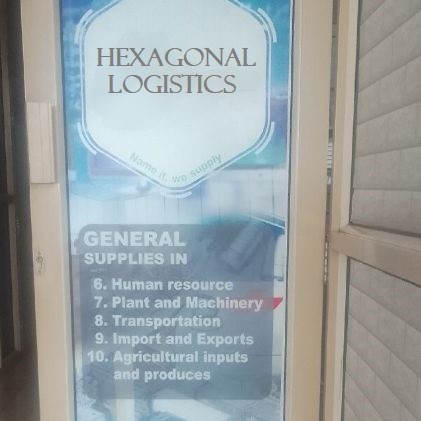 HEXAGONAL
LOGISTICS
Name it, we supply
GENERAL
SUPPLIES IN
6. Human resource
7. Plant and Machinery
8. Transportation
9. Import and Exports
10. Agricultural inputs
and produces